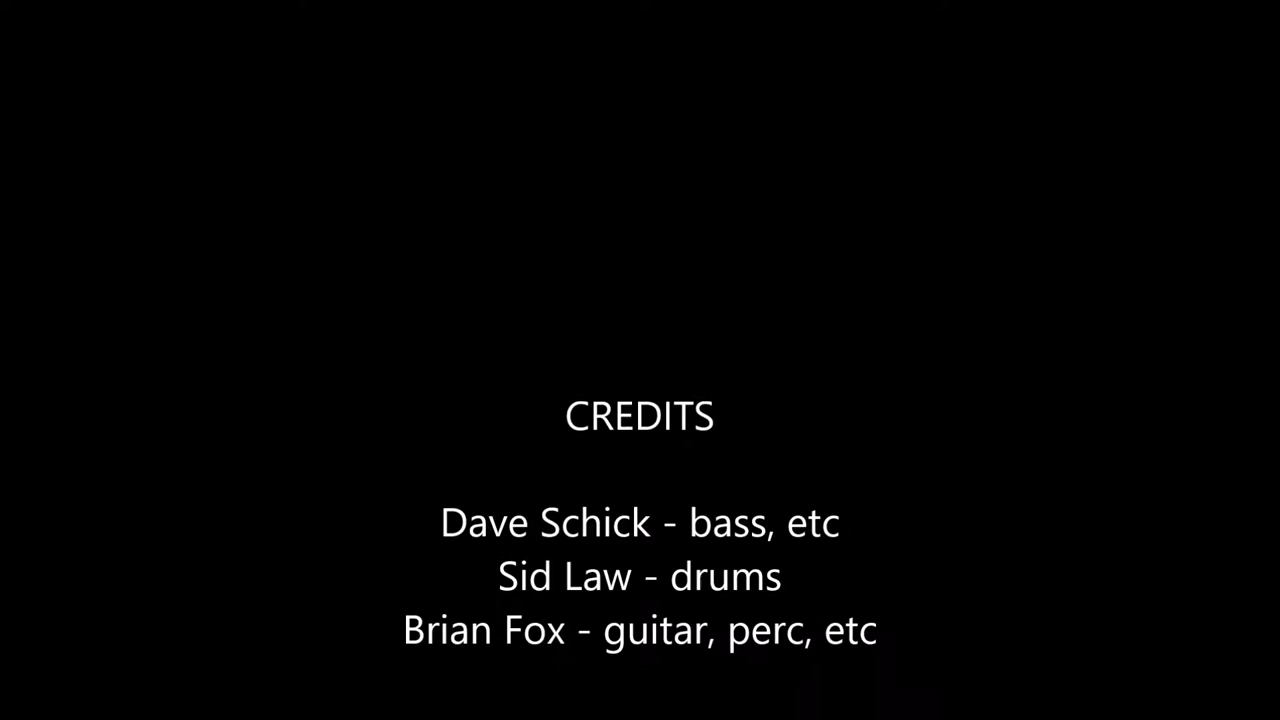 CREDITS
Dave Schick - bass, etc
Sid Law - drums
Brian Fox - guitar, perc, etc